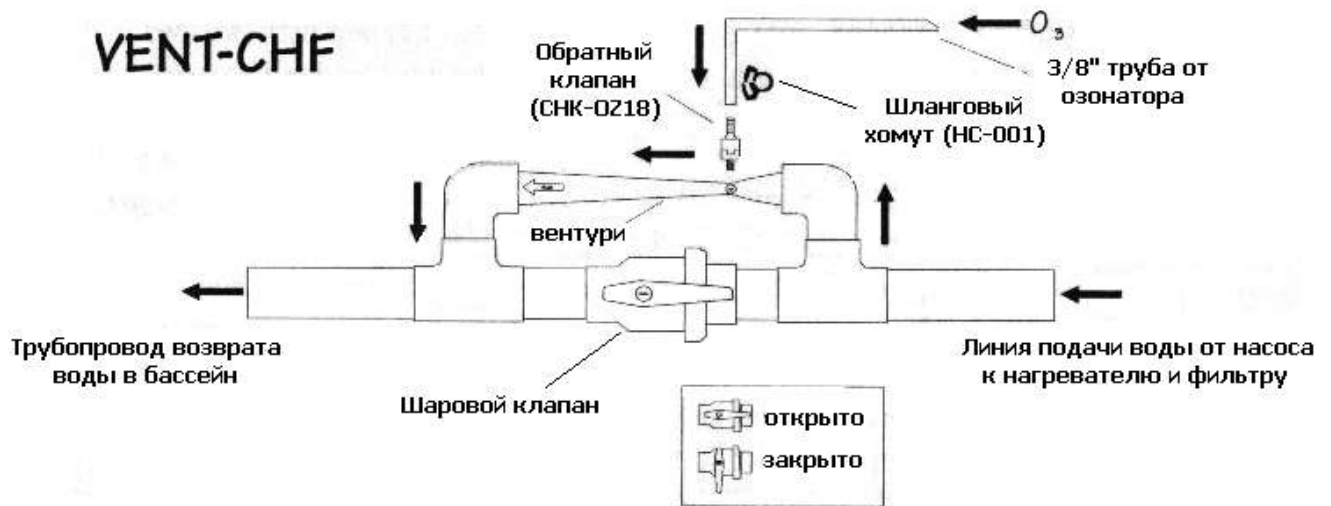 VENT-CHF
Обратный
клапан
(CHK-OZ18)
O₃
3/8" труба от
озонатора
Шланговый
хомут (HC-001)
вентури
Трубопровод возврата
воды в бассейн
Шаровой клапан
Линия подачи воды от насоса
к нагревателю и фильтру
открыто
закрыто